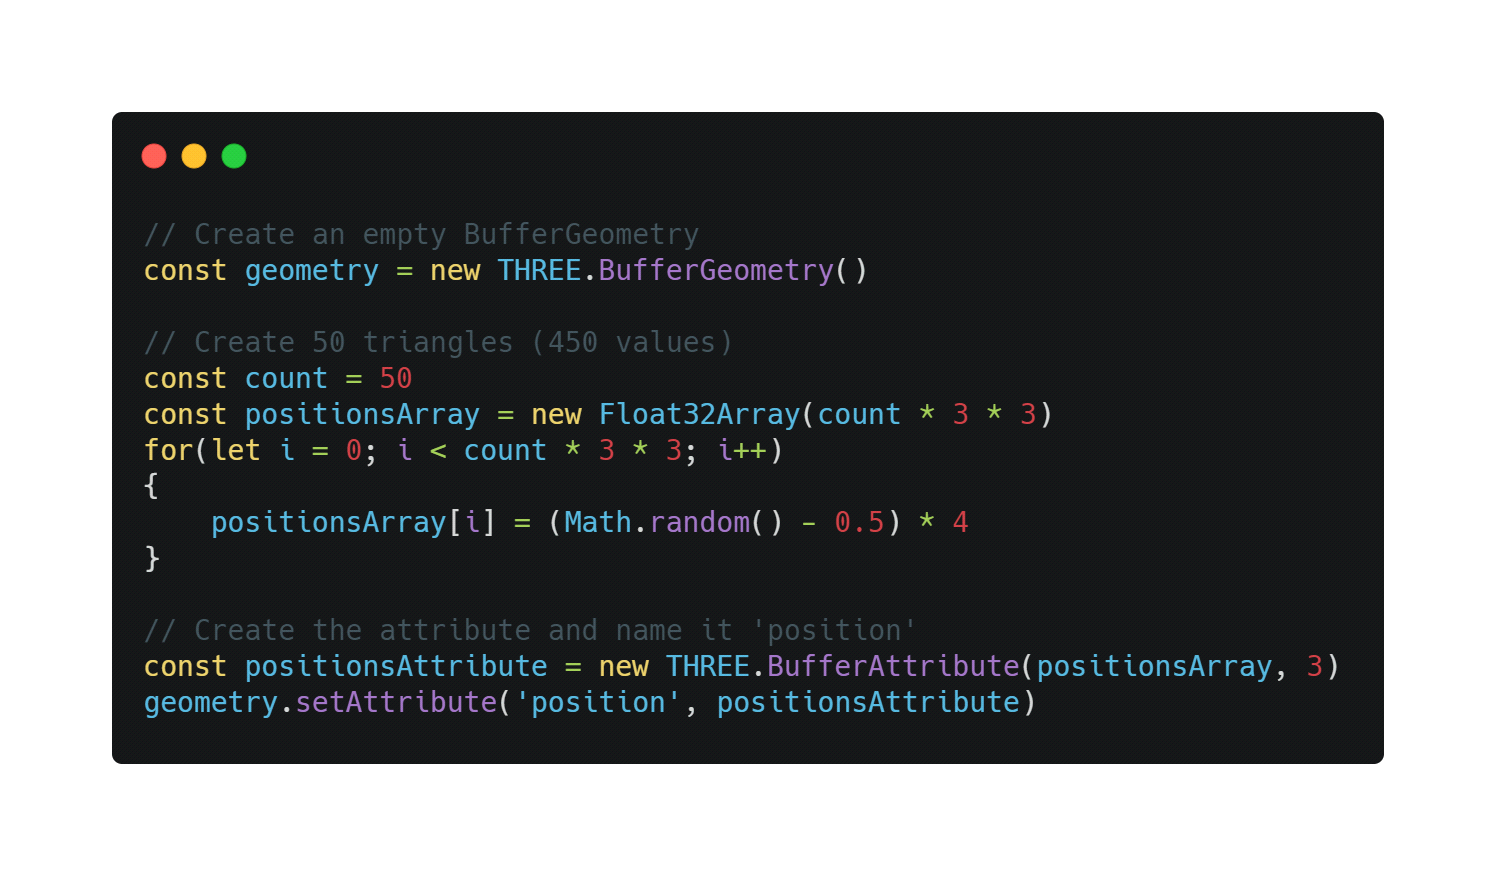 // Create an empty BufferGeometry
const geometry = new THREE.BufferGeometry()

// Create 50 triangles (450 values)
const count = 50
const positionsArray = new Float32Array(count * 3 * 3)
for(let i = 0; i < count * 3 * 3; i++)
{
    positionsArray[i] = (Math.random() - 0.5) * 4
}

// Create the attribute and name it 'position'
const positionsAttribute = new THREE.BufferAttribute(positionsArray, 3)
geometry.setAttribute('position', positionsAttribute)